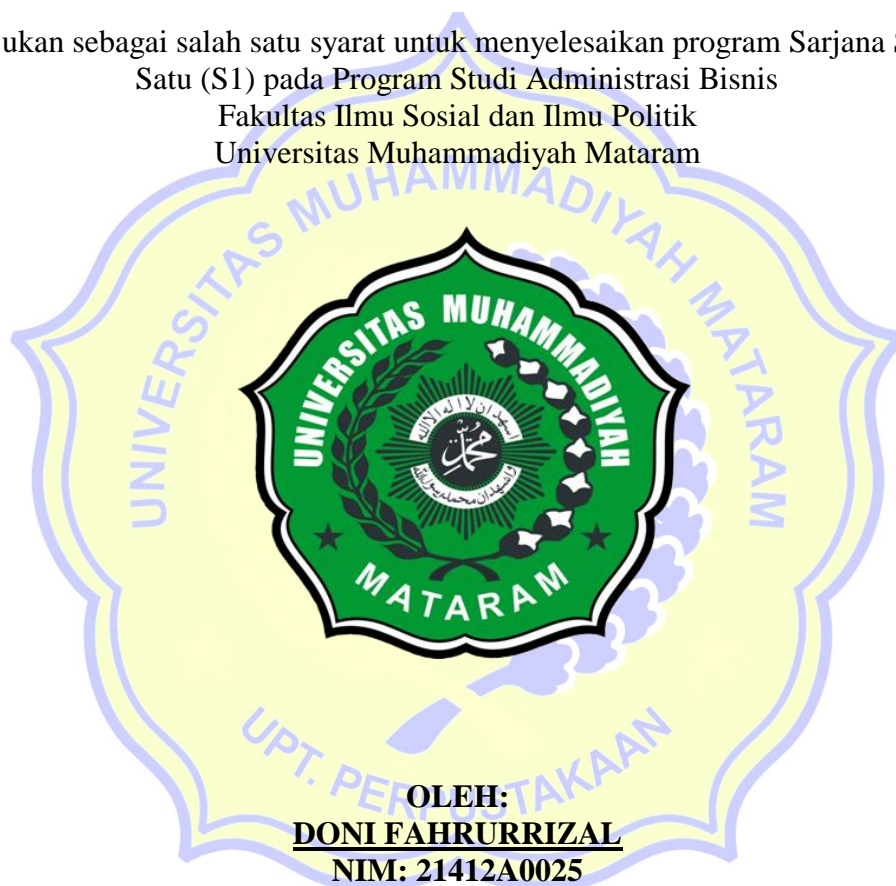 ukan sebagai salah satu syarat untuk menyelesaikan program Sarjana
Satu (S1) pada Program Studi Administrasi Bisnis
Fakultas Ilmu Sosial dan Ilmu Politik
Universitas Muhammadiyah Mataram
UNIVERSITAS MUHAMMADIYAH MATARAM
UNIVERSITAS MUHAMMADIYAH
MATARAM
UPT. PERPUSTAKAAN
OLEH:
DONI FAHRURRIZAL
NIM: 21412A0025